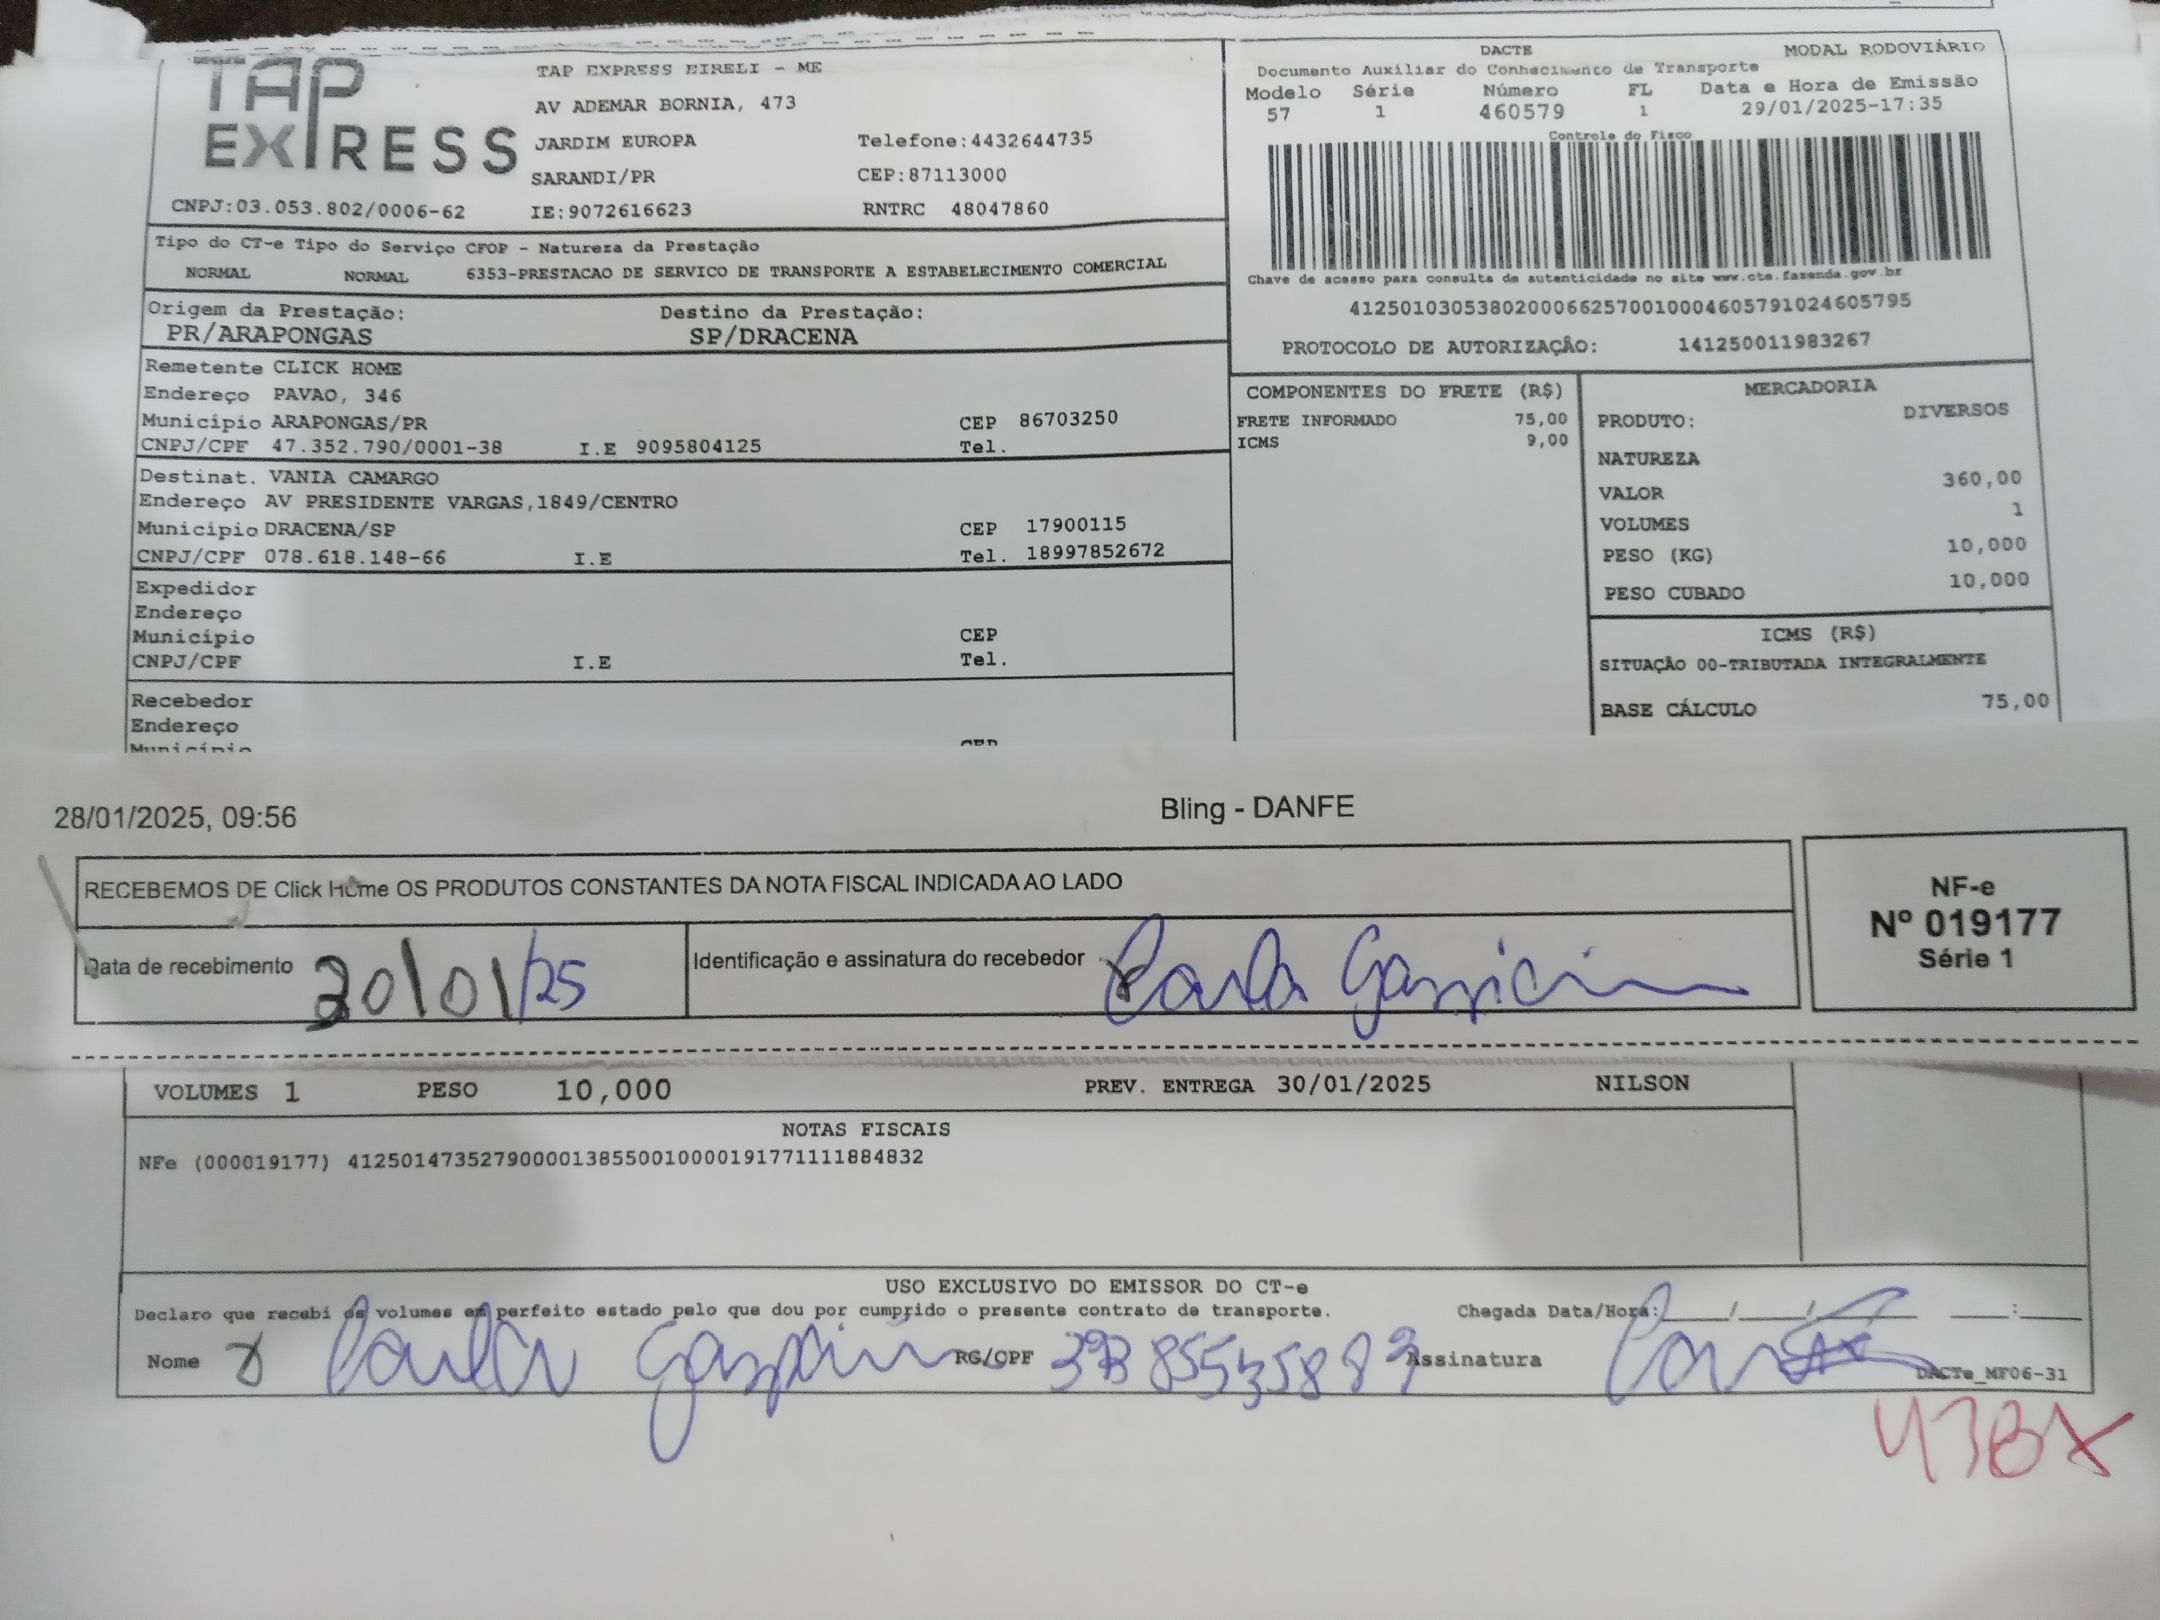 TAP EXPRESS
TAP EXPRESS EIRELI - ME
AV ADEMAR BORNIA, 473
JARDIM EUROPA Telefone:4432644735
SARANDI/PR CEP:87113000
CNPJ:03.053.802/0006-62 IE:9072616623 RNTRC 48047860
DACTE MODAL RODOVIÁRIO
Documento Auxiliar do Conhecimento de Transporte
Modelo Série Número FL Data e Hora de Emissão
57 1 460579 1 29/01/2025-17:35
Controle do Fisco
Chave de acesso para consulta de autenticidade no site www.cte.fazenda.gov.br
41250103053802000662570010004605791024605795
PROTOCOLO DE AUTORIZAÇÃO: 141250011983267
Tipo do CT-e Tipo do Serviço CFOP - Natureza da Prestação
NORMAL NORMAL 6353-PRESTACAO DE SERVICO DE TRANSPORTE A ESTABELECIMENTO COMERCIAL
Origem da Prestação: Destino da Prestação:
PR/ARAPONGAS SP/DRACENA
Remetente CLICK HOME
Endereço PAVAO, 346
Município ARAPONGAS/PR CEP 86703250
CNPJ/CPF 47.352.790/0001-38 I.E 9095804125 Tel.
Destinat. VANIA CAMARGO
Endereço AV PRESIDENTE VARGAS,1849/CENTRO
Município DRACENA/SP CEP 17900115
CNPJ/CPF 078.618.148-66 I.E Tel. 18997852672
Expedidor
Endereço
Município CEP
CNPJ/CPF I.E Tel.
Recebedor
Endereço
Município CEP
COMPONENTES DO FRETE (R$)
FRETE INFORMADO 75,00
ICMS 9,00
MERCADORIA
PRODUTO: DIVERSOS
NATUREZA
VALOR 360,00
VOLUMES 1
PESO (KG) 10,000
PESO CUBADO 10,000
ICMS (R$)
SITUAÇÃO 00-TRIBUTADA INTEGRALMENTE
BASE CÁLCULO 75,00
28/01/2025, 09:56 Bling - DANFE
RECEBEMOS DE Click Home OS PRODUTOS CONSTANTES DA NOTA FISCAL INDICADA AO LADO
Data de recebimento /01/25 Identificação e assinatura do recebedor
NF-e
Nº 019177
Série 1
VOLUMES 1 PESO 10,000 PREV. ENTREGA 30/01/2025 NILSON
NOTAS FISCAIS
NFe (000019177) 41250147352790000138550010000191771111884832
USO EXCLUSIVO DO EMISSOR DO CT-e
Declaro que recebi os volumes em perfeito estado pelo que dou por cumprido o presente contrato de transporte. Chegada Data/Hora:___/___/___ ___:___
Nome RG/CPF Assinatura
DACTe_MF06-31